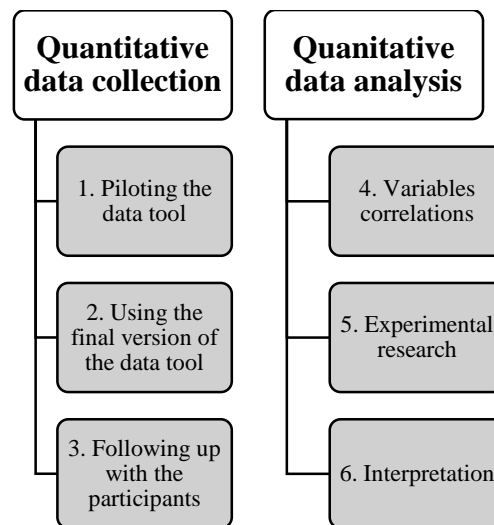 Quantitative
data collection
1. Piloting the
data tool
2. Using the
final version of
the data tool
3. Following up
with the
participants
Quanitative
data analysis
4. Variables
correlations
5. Experimental
research
6. Interpretation